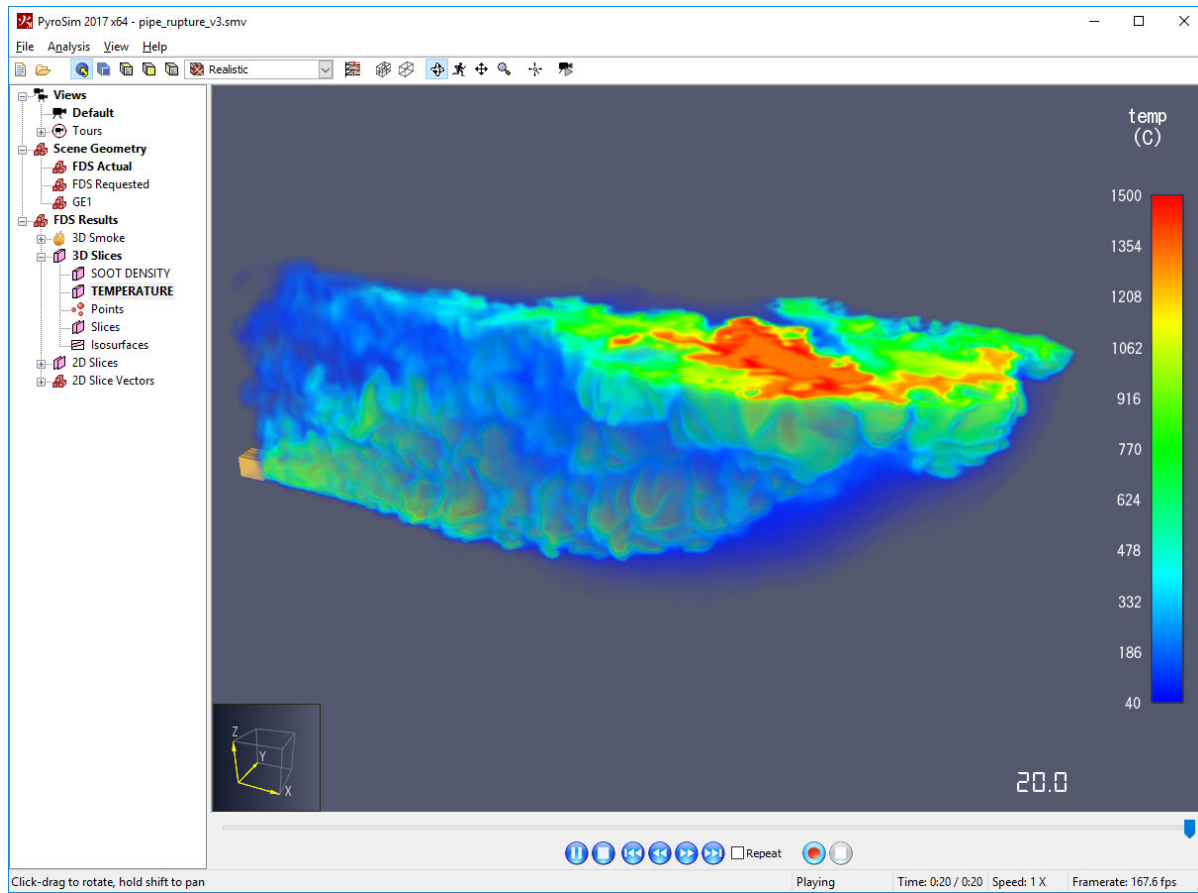 PyroSim 2017 x64 - pipe_rupture_v3.smv
File Analysis View Help
Realistic
Views
Default
Tours
Scene Geometry
FDS Actual
FDS Requested
GE1
FDS Results
3D Smoke
3D Slices
SOOT DENSITY
TEMPERATURE
Points
Slices
Isosurfaces
2D Slices
2D Slice Vectors
temp
(C)
1500
1354
1208
1062
916
770
624
478
332
186
40
Z
Y
X
20.0
Repeat
Click-drag to rotate, hold shift to pan
Playing
Time: 0:20 / 0:20
Speed: 1 X
Framerate: 167.6 fps